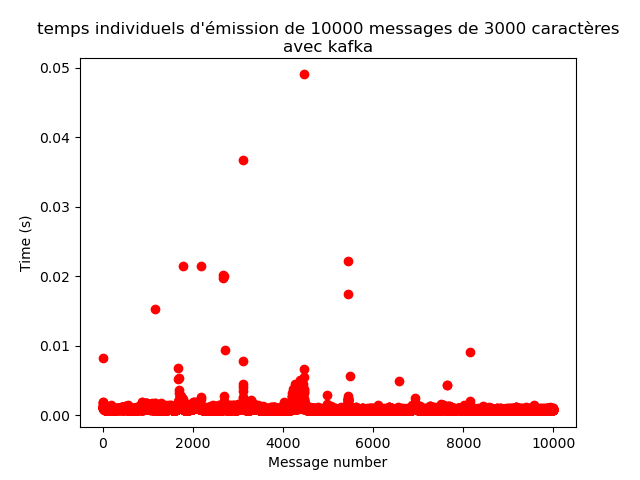 temps individuels d'émission de 10000 messages de 3000 caractères
avec kafka
0.05
0.04
0.03
0.02
0.01
0.00
Time (s)
0 2000 4000 6000 8000 10000
Message number